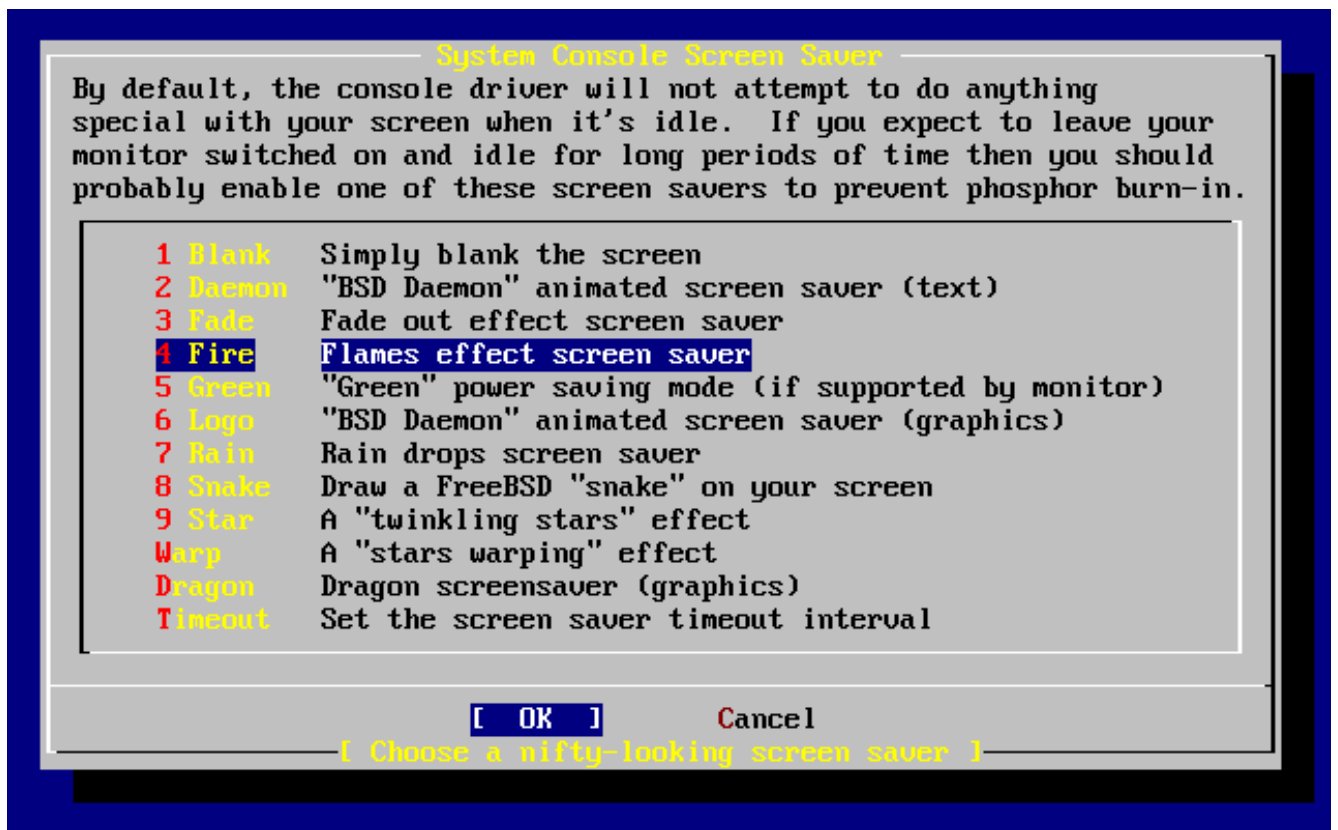 System Console Screen Saver
By default, the console driver will not attempt to do anything
special with your screen when it's idle.  If you expect to leave your
monitor switched on and idle for long periods of time then you should
probably enable one of these screen savers to prevent phosphor burn-in.
1 Blank Simply blank the screen
2 Daemon "BSD Daemon" animated screen saver (text)
3 Fade Fade out effect screen saver
4 Fire Flames effect screen saver
5 Green "Green" power saving mode (if supported by monitor)
6 Logo "BSD Daemon" animated screen saver (graphics)
7 Rain Rain drops screen saver
8 Snake Draw a FreeBSD "snake" on your screen
9 Star A "twinkling stars" effect
Warp A "stars warping" effect
Dragon Dragon screensaver (graphics)
Timeout Set the screen saver timeout interval
[ OK ] Cancel
[ Choose a nifty-looking screen saver ]